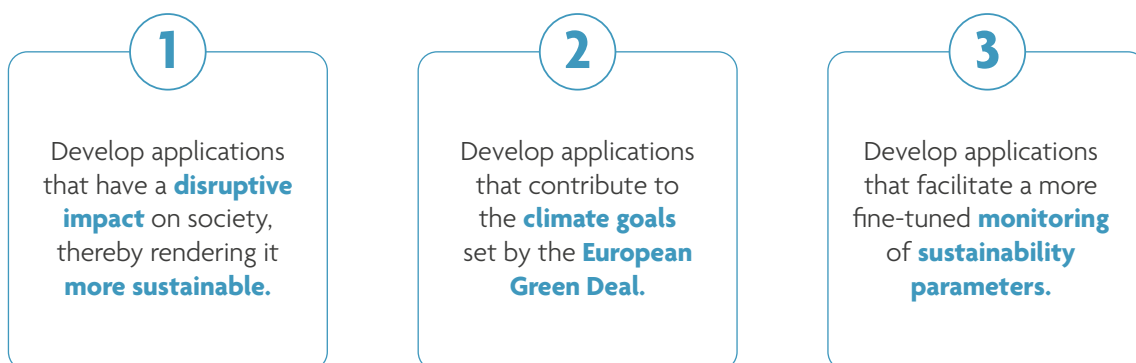 1
Develop applications
that have a disruptive
impact on society,
thereby rendering it
more sustainable.
2
Develop applications
that contribute to
the climate goals
set by the European
Green Deal.
3
Develop applications
that facilitate a more
fine-tuned monitoring
of sustainability
parameters.